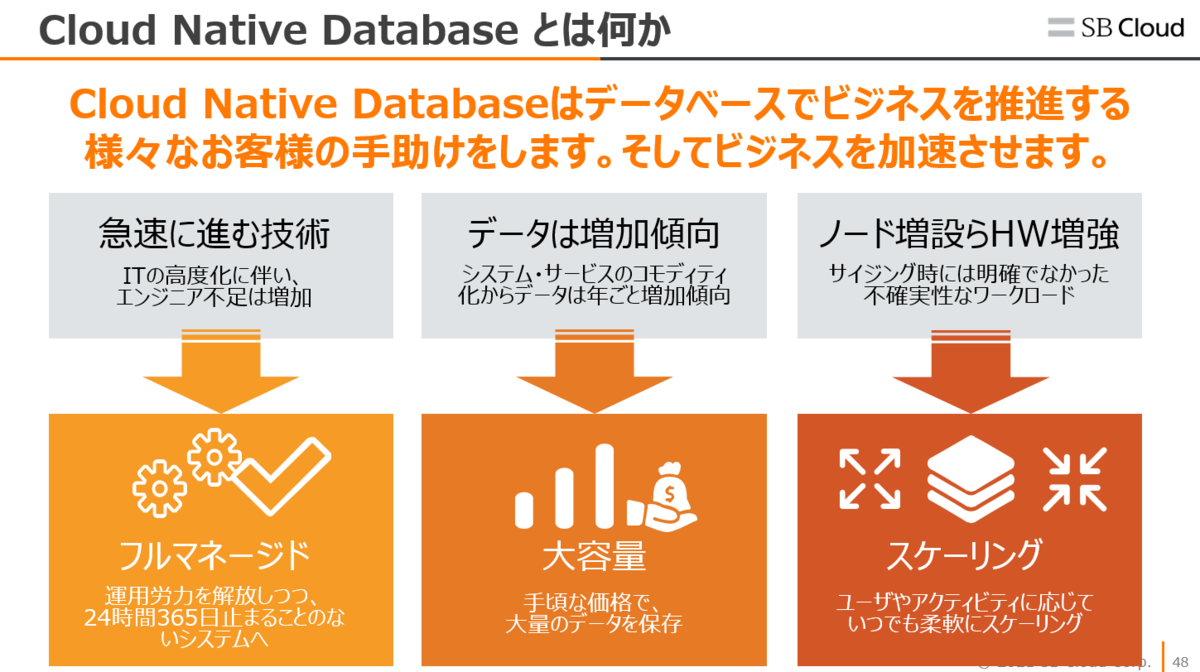 Cloud Native Database とは何か
SB Cloud
Cloud Native Databaseはデータベースでビジネスを推進する
様々なお客様の手助けをします。そしてビジネスを加速させます。
急速に進む技術
ITの高度化に伴い、
エンジニア不足は増加
データは増加傾向
システム・サービスのコモディティ
化からデータは年ごと増加傾向
ノード増設らHW増強
サイジング時には明確でなかった
不確実性なワークロード
フルマネージド
運用労力を解放しつつ、
24時間365日止まることのな
いシステムへ
$
大容量
手頃な価格で、
大量のデータを保存
スケーリング
ユーザやアクティビティに応じて
いつでも柔軟にスケーリング
48